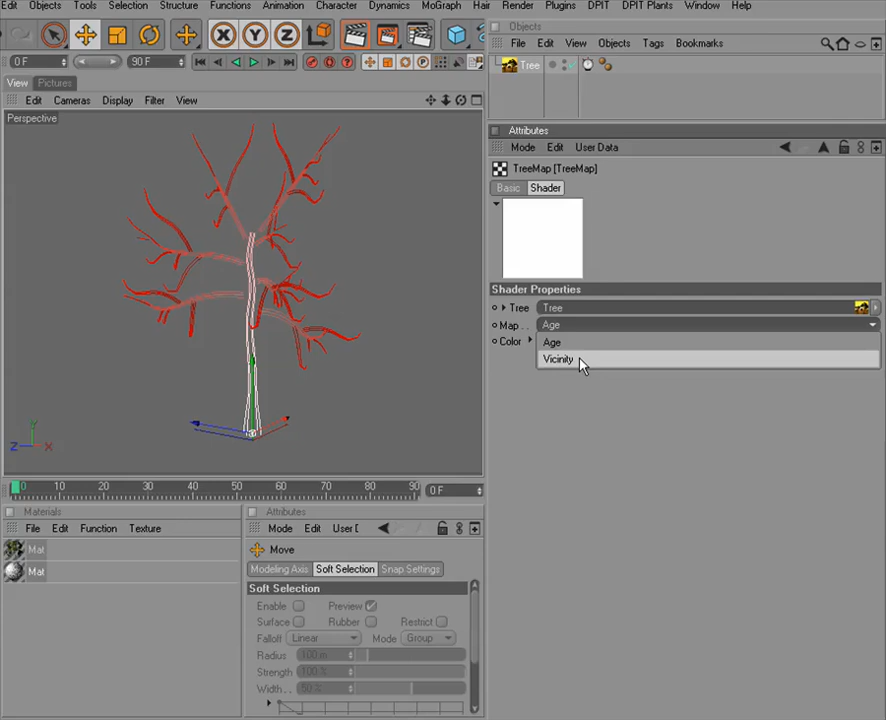 Edit Objects Tools Selection Structure Functions Animation Character Dynamics MoGraph Hair Render Plugins DPIT DPIT Plants Window Help
Objects
File Edit View Objects Tags Bookmarks
Tree
X Y Z
0 F 90 F
View Pictures
Edit Cameras Display Filter View
Perspective
Attributes
Mode Edit User Data
TreeMap [TreeMap]
Basic Shader
Shader Properties
Tree Tree
Map . . Age
Color
Age
Vicinity
Y
Z X
0 10 20 30 40 50 60 70 80 90 0 F
Materials
File Edit Function Texture
Mat
Mat
Attributes
Mode Edit
Move
Modeling Axis Soft Selection Snap Settings
Soft Selection
Enable Preview
Surface Rubber Restrict
Falloff Linear Mode Group
Radius 100 m
Strength 100 %
Width . . 50 %